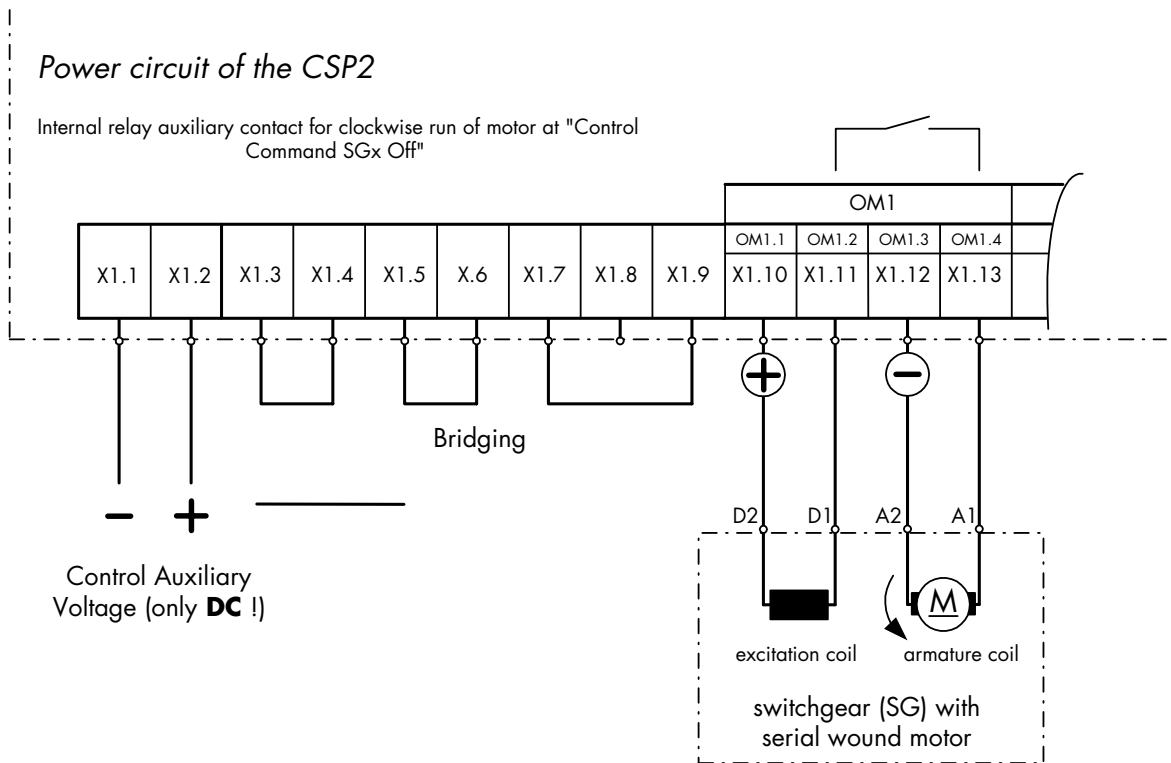 Power circuit of the CSP2
Internal relay auxiliary contact for clockwise run of motor at "Control
Command SGx Off"
OM1
OM1.1 OM1.2 OM1.3 OM1.4
X1.1 X1.2 X1.3 X1.4 X1.5 X.6 X1.7 X1.8 X1.9 X1.10 X1.11 X1.12 X1.13
+ −
Bridging
− +
D2 D1 A2 A1
Control Auxiliary
Voltage (only DC !)
M
excitation coil armature coil
switchgear (SG) with
serial wound motor